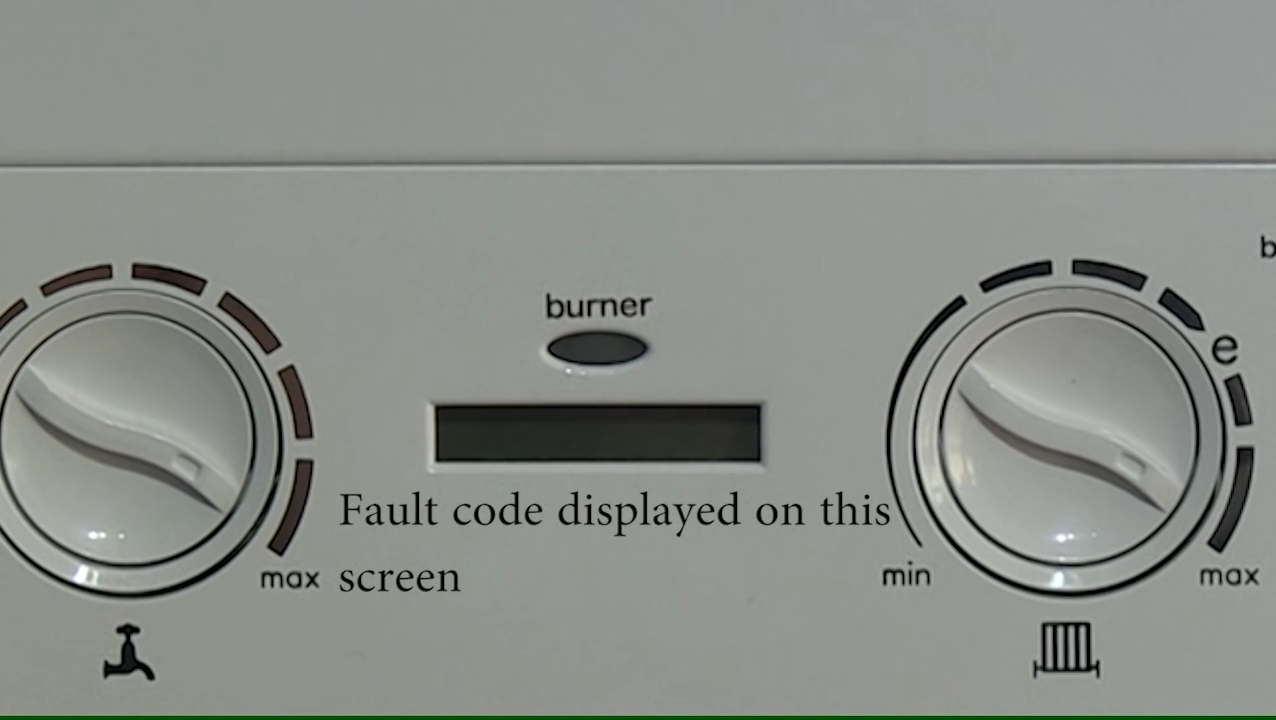 b
burner
e
Fault code displayed on this
screen
max
min
max